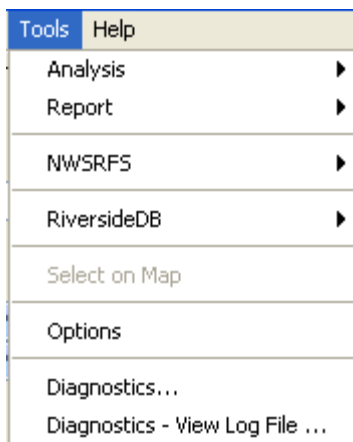 Tools Help
Analysis
Report
NWSRFS
RiversideDB
Select on Map
Options
Diagnostics...
Diagnostics - View Log File ...